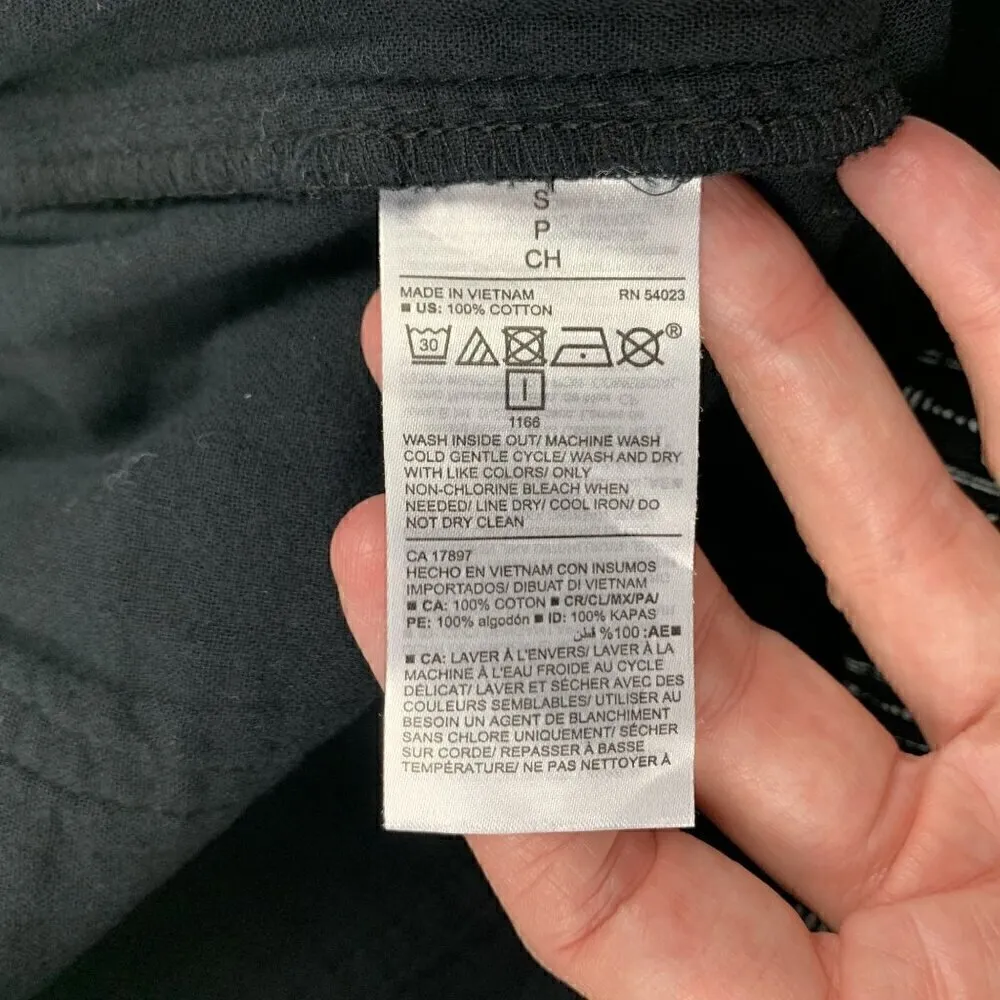 S
P
CH
MADE IN VIETNAM RN 54023
■ US: 100% COTTON
30 ®
1166
WASH INSIDE OUT/ MACHINE WASH
COLD GENTLE CYCLE/ WASH AND DRY
WITH LIKE COLORS/ ONLY
NON-CHLORINE BLEACH WHEN
NEEDED/ LINE DRY/ COOL IRON/ DO
NOT DRY CLEAN
CA 17897
HECHO EN VIETNAM CON INSUMOS
IMPORTADOS/ DIBUAT DI VIETNAM
■ CA: 100% COTON ■ CR/CL/MX/PA/
PE: 100% algodón ■ ID: 100% KAPAS
■AE: 100% قطن
■ CA: LAVER À L'ENVERS/ LAVER À LA
MACHINE À L'EAU FROIDE AU CYCLE
DÉLICAT/ LAVER ET SÉCHER AVEC DES
COULEURS SEMBLABLES/ UTILISER AU
BESOIN UN AGENT DE BLANCHIMENT
SANS CHLORE UNIQUEMENT/ SÉCHER
SUR CORDE/ REPASSER À BASSE
TEMPÉRATURE/ NE PAS NETTOYER À